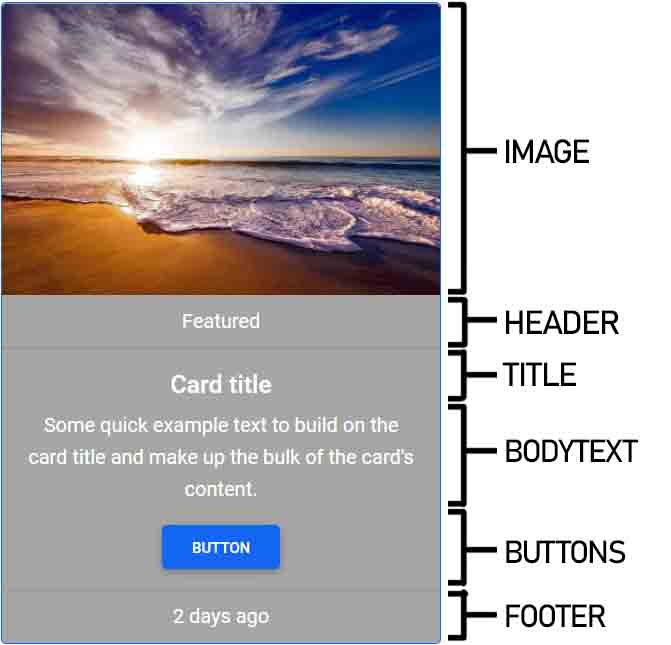 IMAGE
Featured
HEADER
Card title
TITLE
Some quick example text to build on the
card title and make up the bulk of the card's
content.
BODYTEXT
BUTTON
BUTTONS
2 days ago
FOOTER